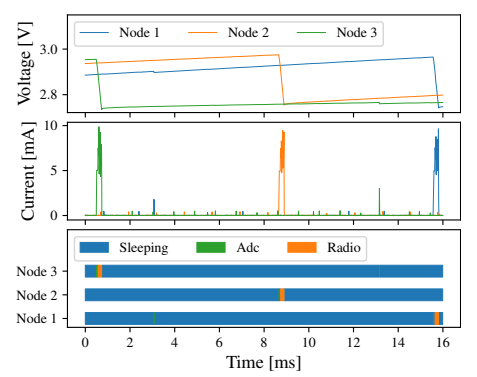 Node 1 Node 2 Node 3
Voltage [V]
3.0
2.8
Current [mA]
10
5
0
Sleeping Adc Radio
Node 3
Node 2
Node 1
0 2 4 6 8 10 12 14 16
Time [ms]